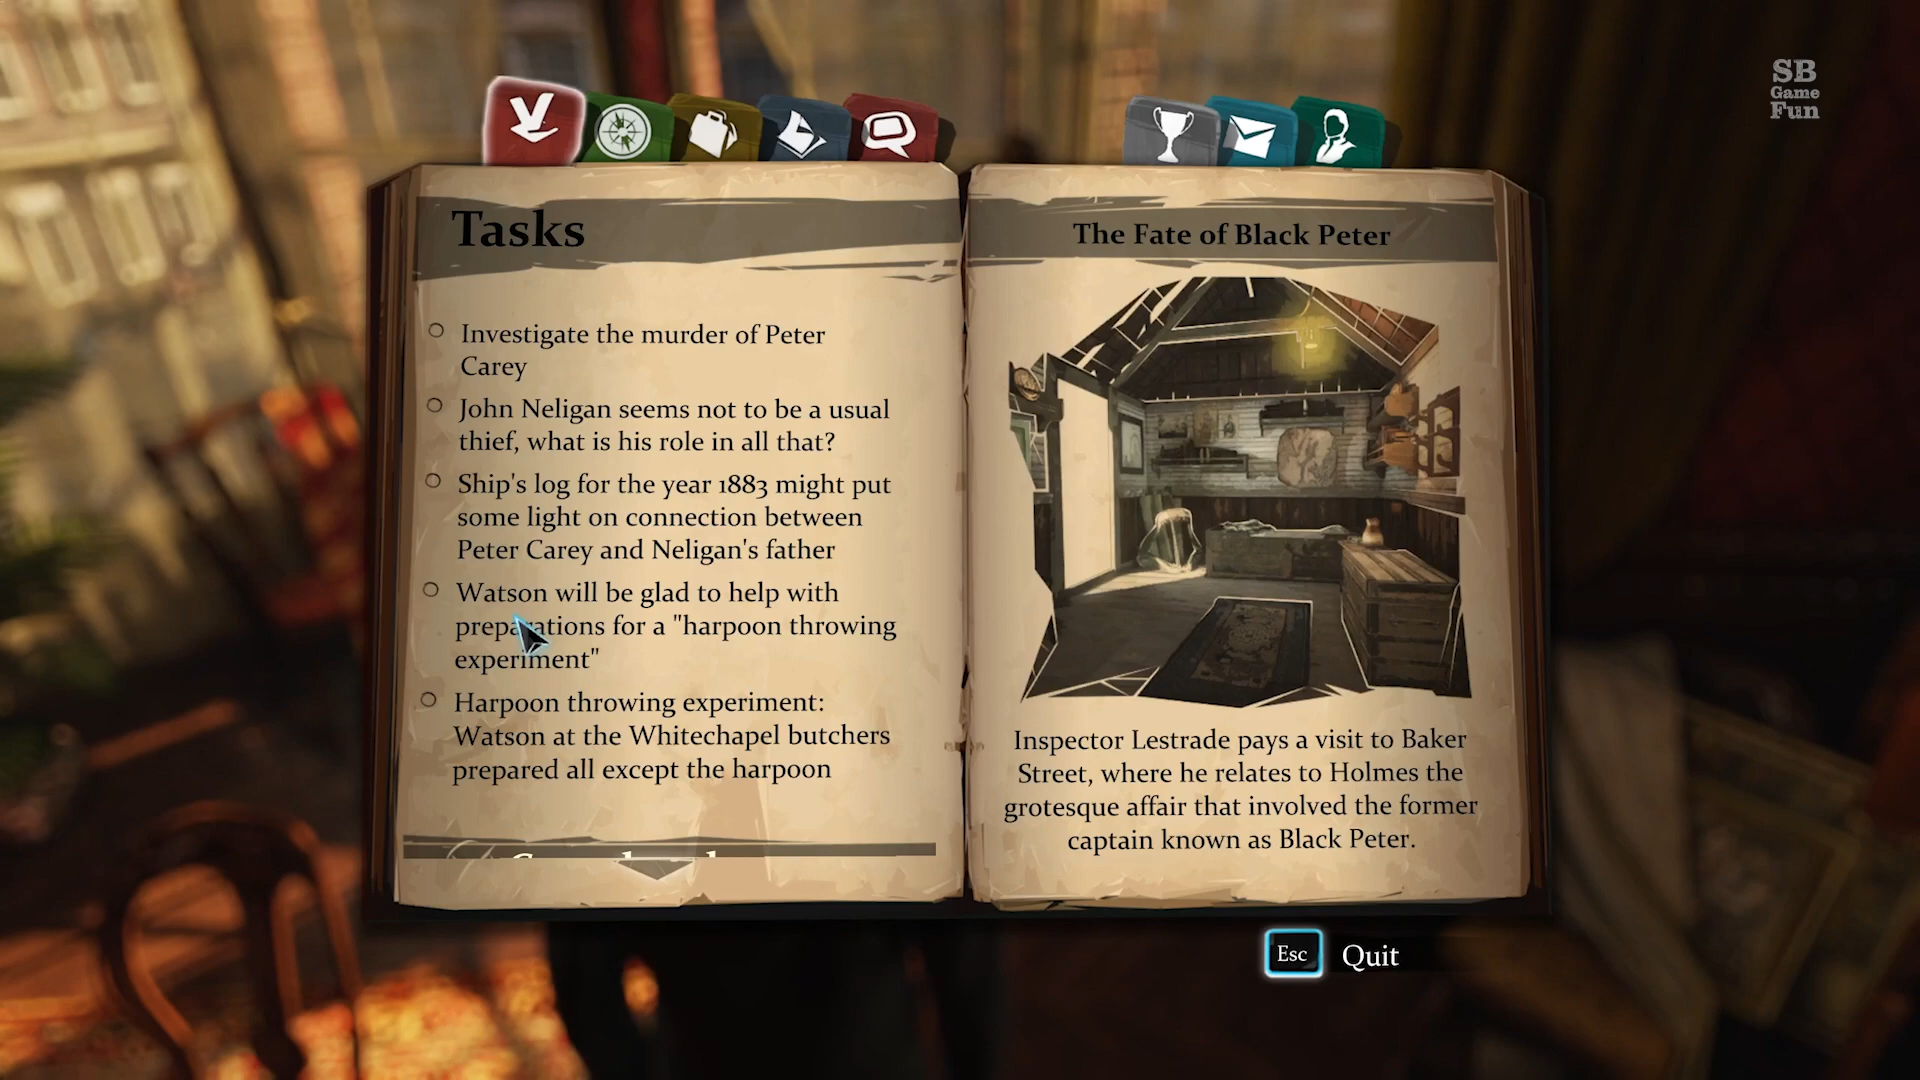 SB
Game
Fun
Tasks
Investigate the murder of Peter
Carey
John Neligan seems not to be a usual
thief, what is his role in all that?
Ship's log for the year 1883 might put
some light on connection between
Peter Carey and Neligan's father
Watson will be glad to help with
preparations for a "harpoon throwing
experiment"
Harpoon throwing experiment:
Watson at the Whitechapel butchers
prepared all except the harpoon
The Fate of Black Peter
Inspector Lestrade pays a visit to Baker
Street, where he relates to Holmes the
grotesque affair that involved the former
captain known as Black Peter.
Esc Quit